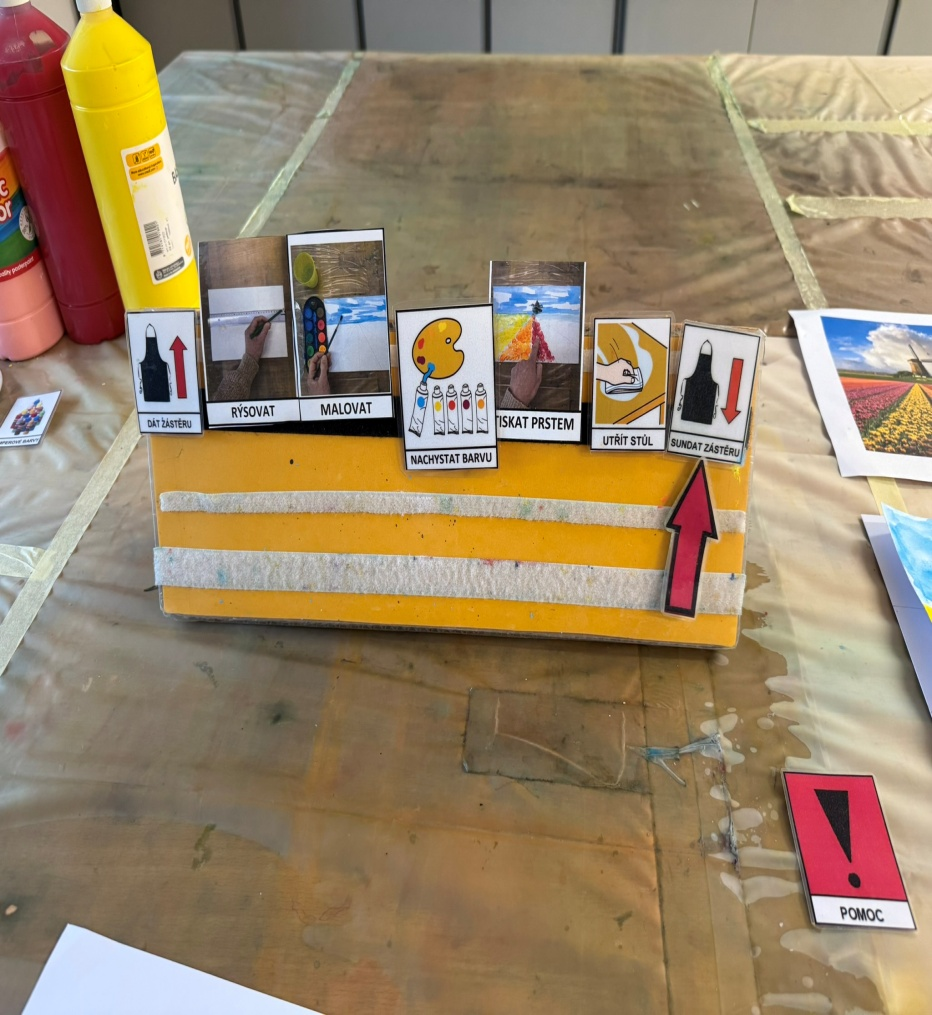 DÁT ZÁSTĚRU
RÝSOVAT
MALOVAT
NACHYSTAT BARVU
TISKAT PRSTEM
UTŘÍT STŮL
SUNDAT ZÁSTĚRU
POMOC